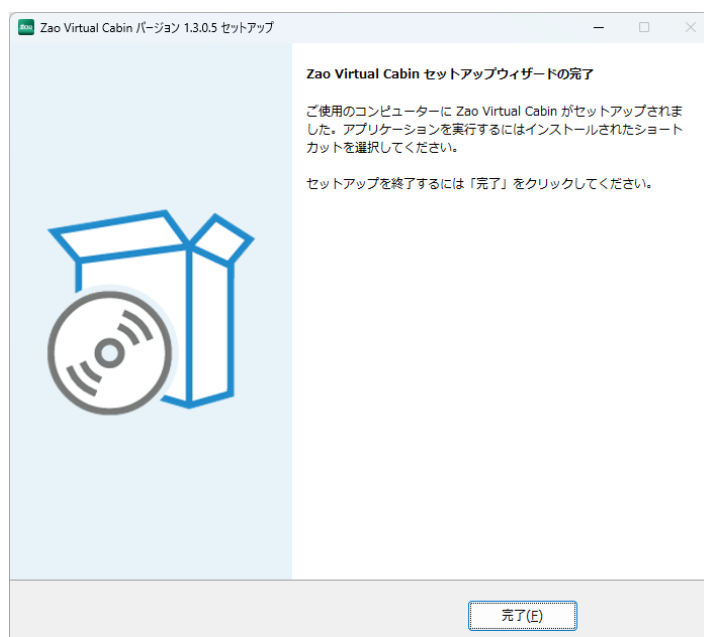 Zao Virtual Cabin バージョン 1.3.0.5 セットアップ
Zao Virtual Cabin セットアップウィザードの完了
ご使用のコンピューターに Zao Virtual Cabin がセットアップされま
した。アプリケーションを実行するにはインストールされたショート
カットを選択してください。
セットアップを終了するには「完了」をクリックしてください。
完了(F)